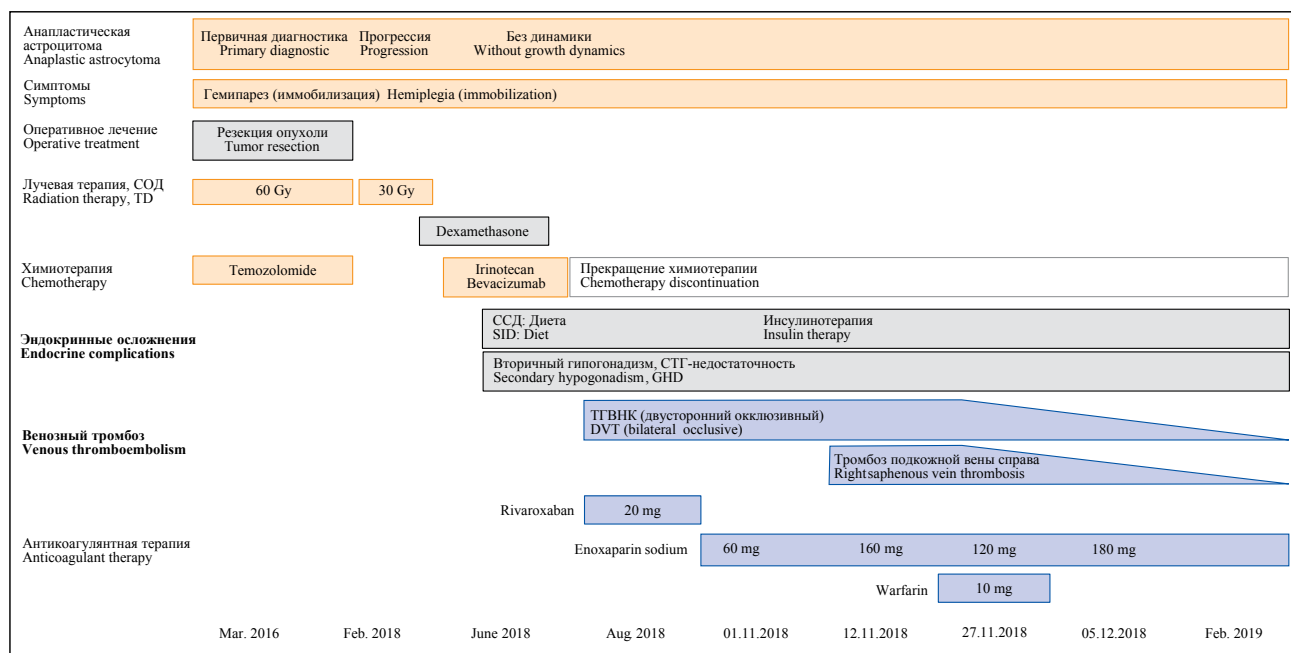 Анапластическая
астроцитома
Anaplastic astrocytoma
Первичная диагностика
Primary diagnostic
Прогрессия
Progression
Без динамики
Without growth dynamics
Симптомы
Symptoms
Гемипарез (иммобилизация) Hemiplegia (immobilization)
Оперативное лечение
Operative treatment
Резекция опухоли
Tumor resection
Лучевая терапия, СОД
Radiation therapy, TD
60 Gy
30 Gy
Dexamethasone
Химиотерапия
Chemotherapy
Temozolomide
Irinotecan
Bevacizumab
Прекращение химиотерапии
Chemotherapy discontinuation
Эндокринные осложнения
Endocrine complications
ССД: Диета
SID: Diet
Инсулинотерапия
Insulin therapy
Вторичный гипогонадизм, СТГ-недостаточность
Secondary hypogonadism, GHD
Венозный тромбоз
Venous thromboembolism
ТГВНК (двусторонний окклюзивный)
DVT (bilateral occlusive)
Тромбоз подкожной вены справа
Rightsaphenous vein thrombosis
Rivaroxaban
20 mg
Антикоагулянтная терапия
Anticoagulant therapy
Enoxaparin sodium
60 mg
160 mg
120 mg
180 mg
Warfarin
10 mg
Mar. 2016
Feb. 2018
June 2018
Aug. 2018
01.11.2018
12.11.2018
27.11.2018
05.12.2018
Feb. 2019